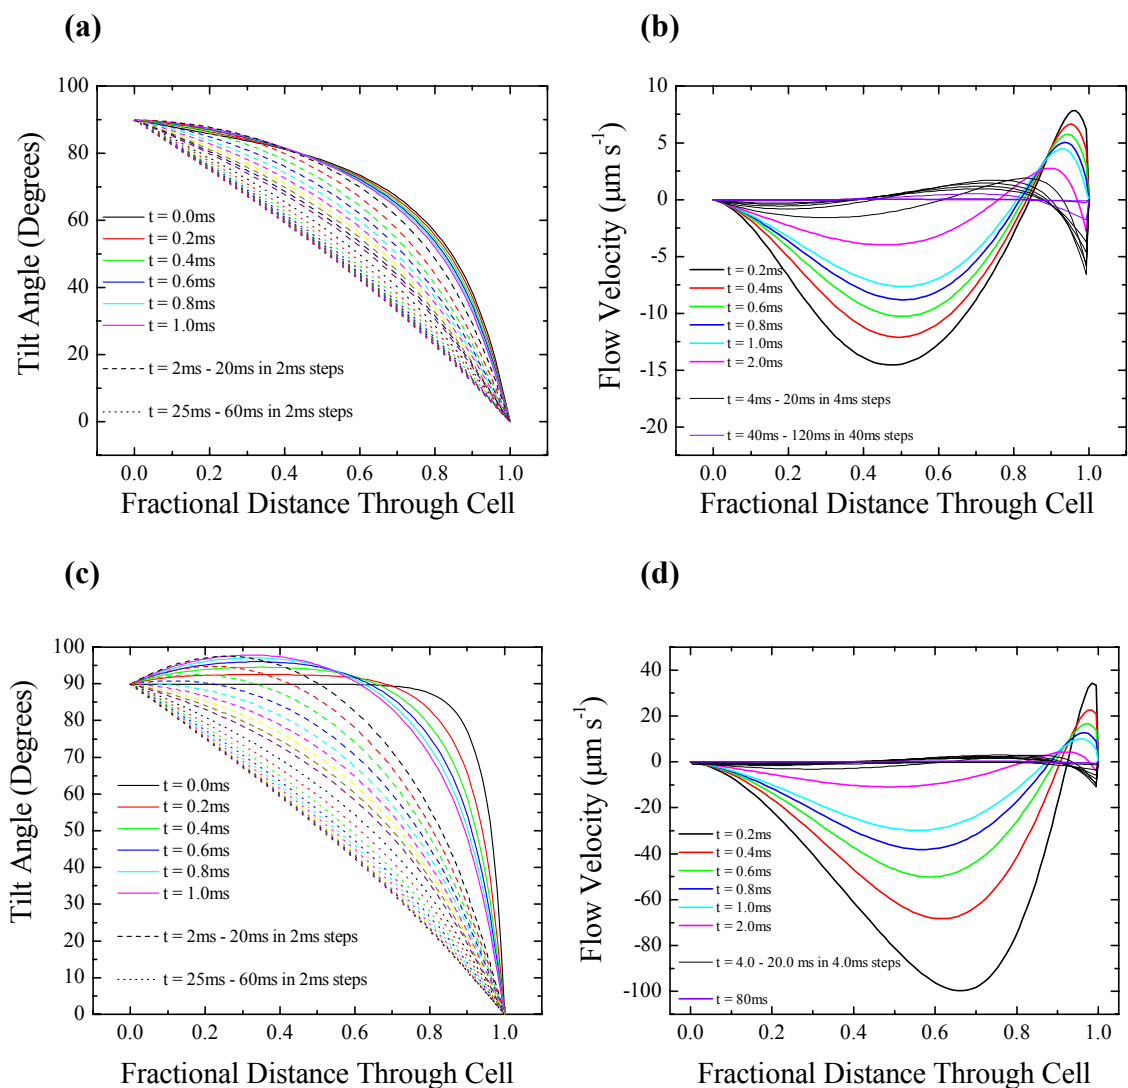 (a)
Tilt Angle (Degrees)
100
80
60
40
20
0
t = 0.0ms
t = 0.2ms
t = 0.4ms
t = 0.6ms
t = 0.8ms
t = 1.0ms
t = 2ms - 20ms in 2ms steps
t = 25ms - 60ms in 2ms steps
0.0 0.2 0.4 0.6 0.8 1.0
Fractional Distance Through Cell
(b)
Flow Velocity (µm s-1)
10
5
0
-5
-10
-15
-20
t = 0.2ms
t = 0.4ms
t = 0.6ms
t = 0.8ms
t = 1.0ms
t = 2.0ms
t = 4ms - 20ms in 4ms steps
t = 40ms - 120ms in 40ms steps
0.0 0.2 0.4 0.6 0.8 1.0
Fractional Distance Through Cell
(c)
Tilt Angle (Degrees)
100
90
80
70
60
50
40
30
20
10
0
t = 0.0ms
t = 0.2ms
t = 0.4ms
t = 0.6ms
t = 0.8ms
t = 1.0ms
t = 2ms - 20ms in 2ms steps
t = 25ms - 60ms in 2ms steps
0.0 0.2 0.4 0.6 0.8 1.0
Fractional Distance Through Cell
(d)
Flow Velocity (µm s-1)
40
20
0
-20
-40
-60
-80
-100
t = 0.2ms
t = 0.4ms
t = 0.6ms
t = 0.8ms
t = 1.0ms
t = 2.0ms
t = 4.0 - 20.0 ms in 4.0ms steps
t = 80ms
0.0 0.2 0.4 0.6 0.8 1.0
Fractional Distance Through Cell